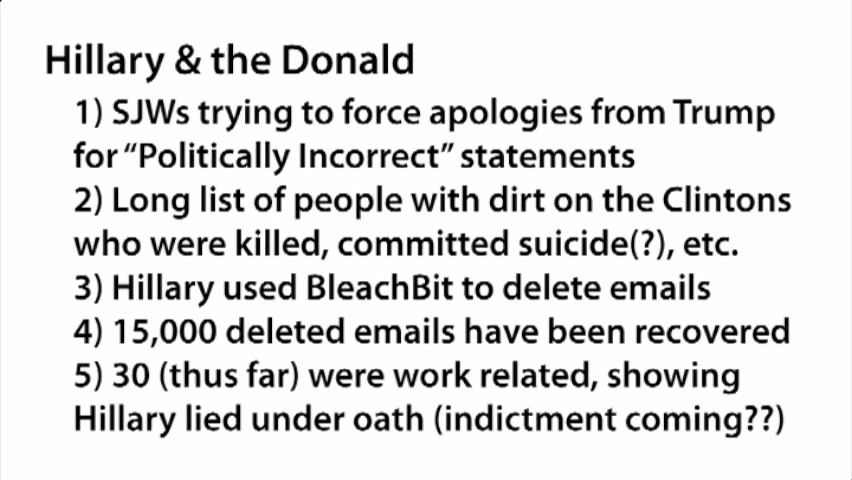 Hillary & the Donald
1) SJWs trying to force apologies from Trump
for “Politically Incorrect” statements
2) Long list of people with dirt on the Clintons
who were killed, committed suicide(?), etc.
3) Hillary used BleachBit to delete emails
4) 15,000 deleted emails have been recovered
5) 30 (thus far) were work related, showing
Hillary lied under oath (indictment coming??)